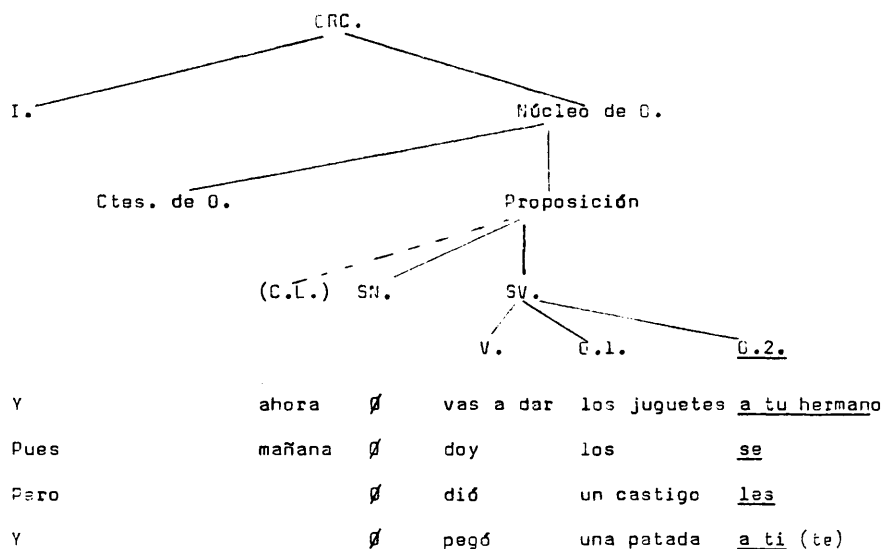 ORC.
I. Núcleo de O.
Ctes. de O. Proposición
(C.L.) SN. SV.
V. O.1. O.2.
Y ahora Ø vas a dar los juguetes a tu hermano
Pues mañana Ø doy los se
Pero Ø dió un castigo les
Y Ø pegó una patada a ti (te)